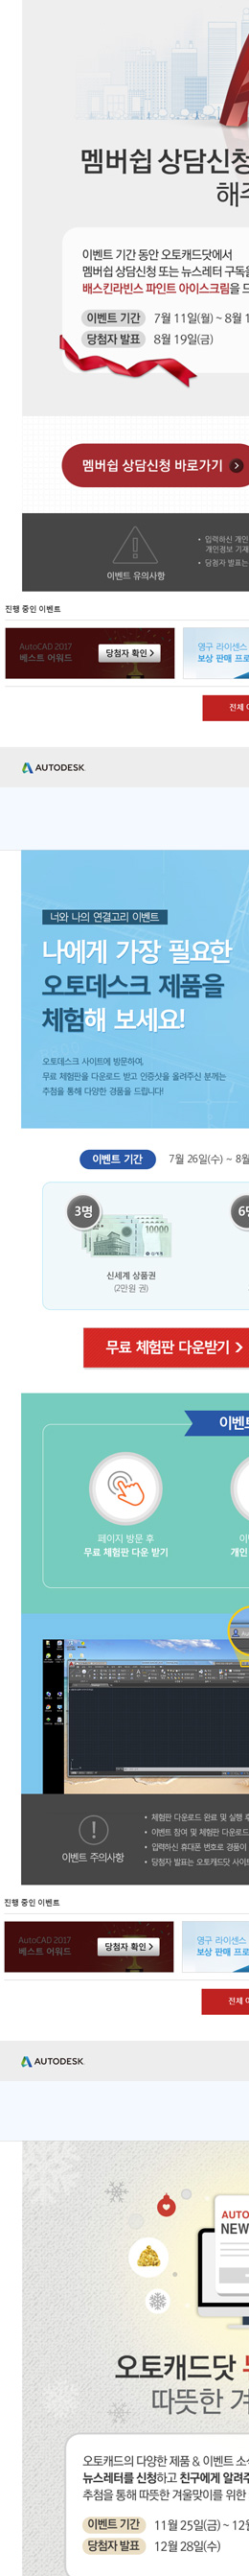 멤버쉽 상담신청
해주
이벤트 기간 동안 오토캐드닷에서
멤버쉽 상담신청 또는 뉴스레터 구독을
배스킨라빈스 파인트 아이스크림을 드
이벤트 기간 7월 11일(월) ~ 8월 1
당첨자 발표 8월 19일(금)
멤버쉽 상담신청 바로가기 >
이벤트 유의사항
• 입력하신 개인
개인정보 기재
• 당첨자 발표는
진행 중인 이벤트
AutoCAD 2017
베스트 어워드
당첨자 확인 >
영구 라이센스
보상 판매 프로
전체 이
AUTODESK.
너와 나의 연결고리 이벤트
나에게 가장 필요한
오토데스크 제품을
체험해 보세요!
오토데스크 사이트에 방문하여,
무료 체험판을 다운로드 받고 인증샷을 올려주신 분께는
추첨을 통해 다양한 경품을 드립니다!
이벤트 기간 7월 26일(수) ~ 8월
3명
10000
6명
신세계 상품권
(2만원 권)
무료 체험판 다운받기 >
이벤트
페이지 방문 후
무료 체험판 다운 받기
개인
이벤트 주의사항
• 체험판 다운로드 완료 및 실행 후
• 이벤트 참여 및 체험판 다운로드
• 입력하신 휴대폰 번호로 경품이
• 당첨자 발표는 오토캐드닷 사이트
진행 중인 이벤트
AutoCAD 2017
베스트 어워드
당첨자 확인 >
영구 라이센스
보상 판매 프로
전체 이
AUTODESK.
AUTO
NEW
오토캐드닷
따뜻한 겨
오토캐드의 다양한 제품 & 이벤트 소식
뉴스레터를 신청하고 친구에게 알려주
추첨을 통해 따뜻한 겨울맞이를 위한
이벤트 기간 11월 25일(금) ~ 12월
당첨자 발표 12월 28일(수)